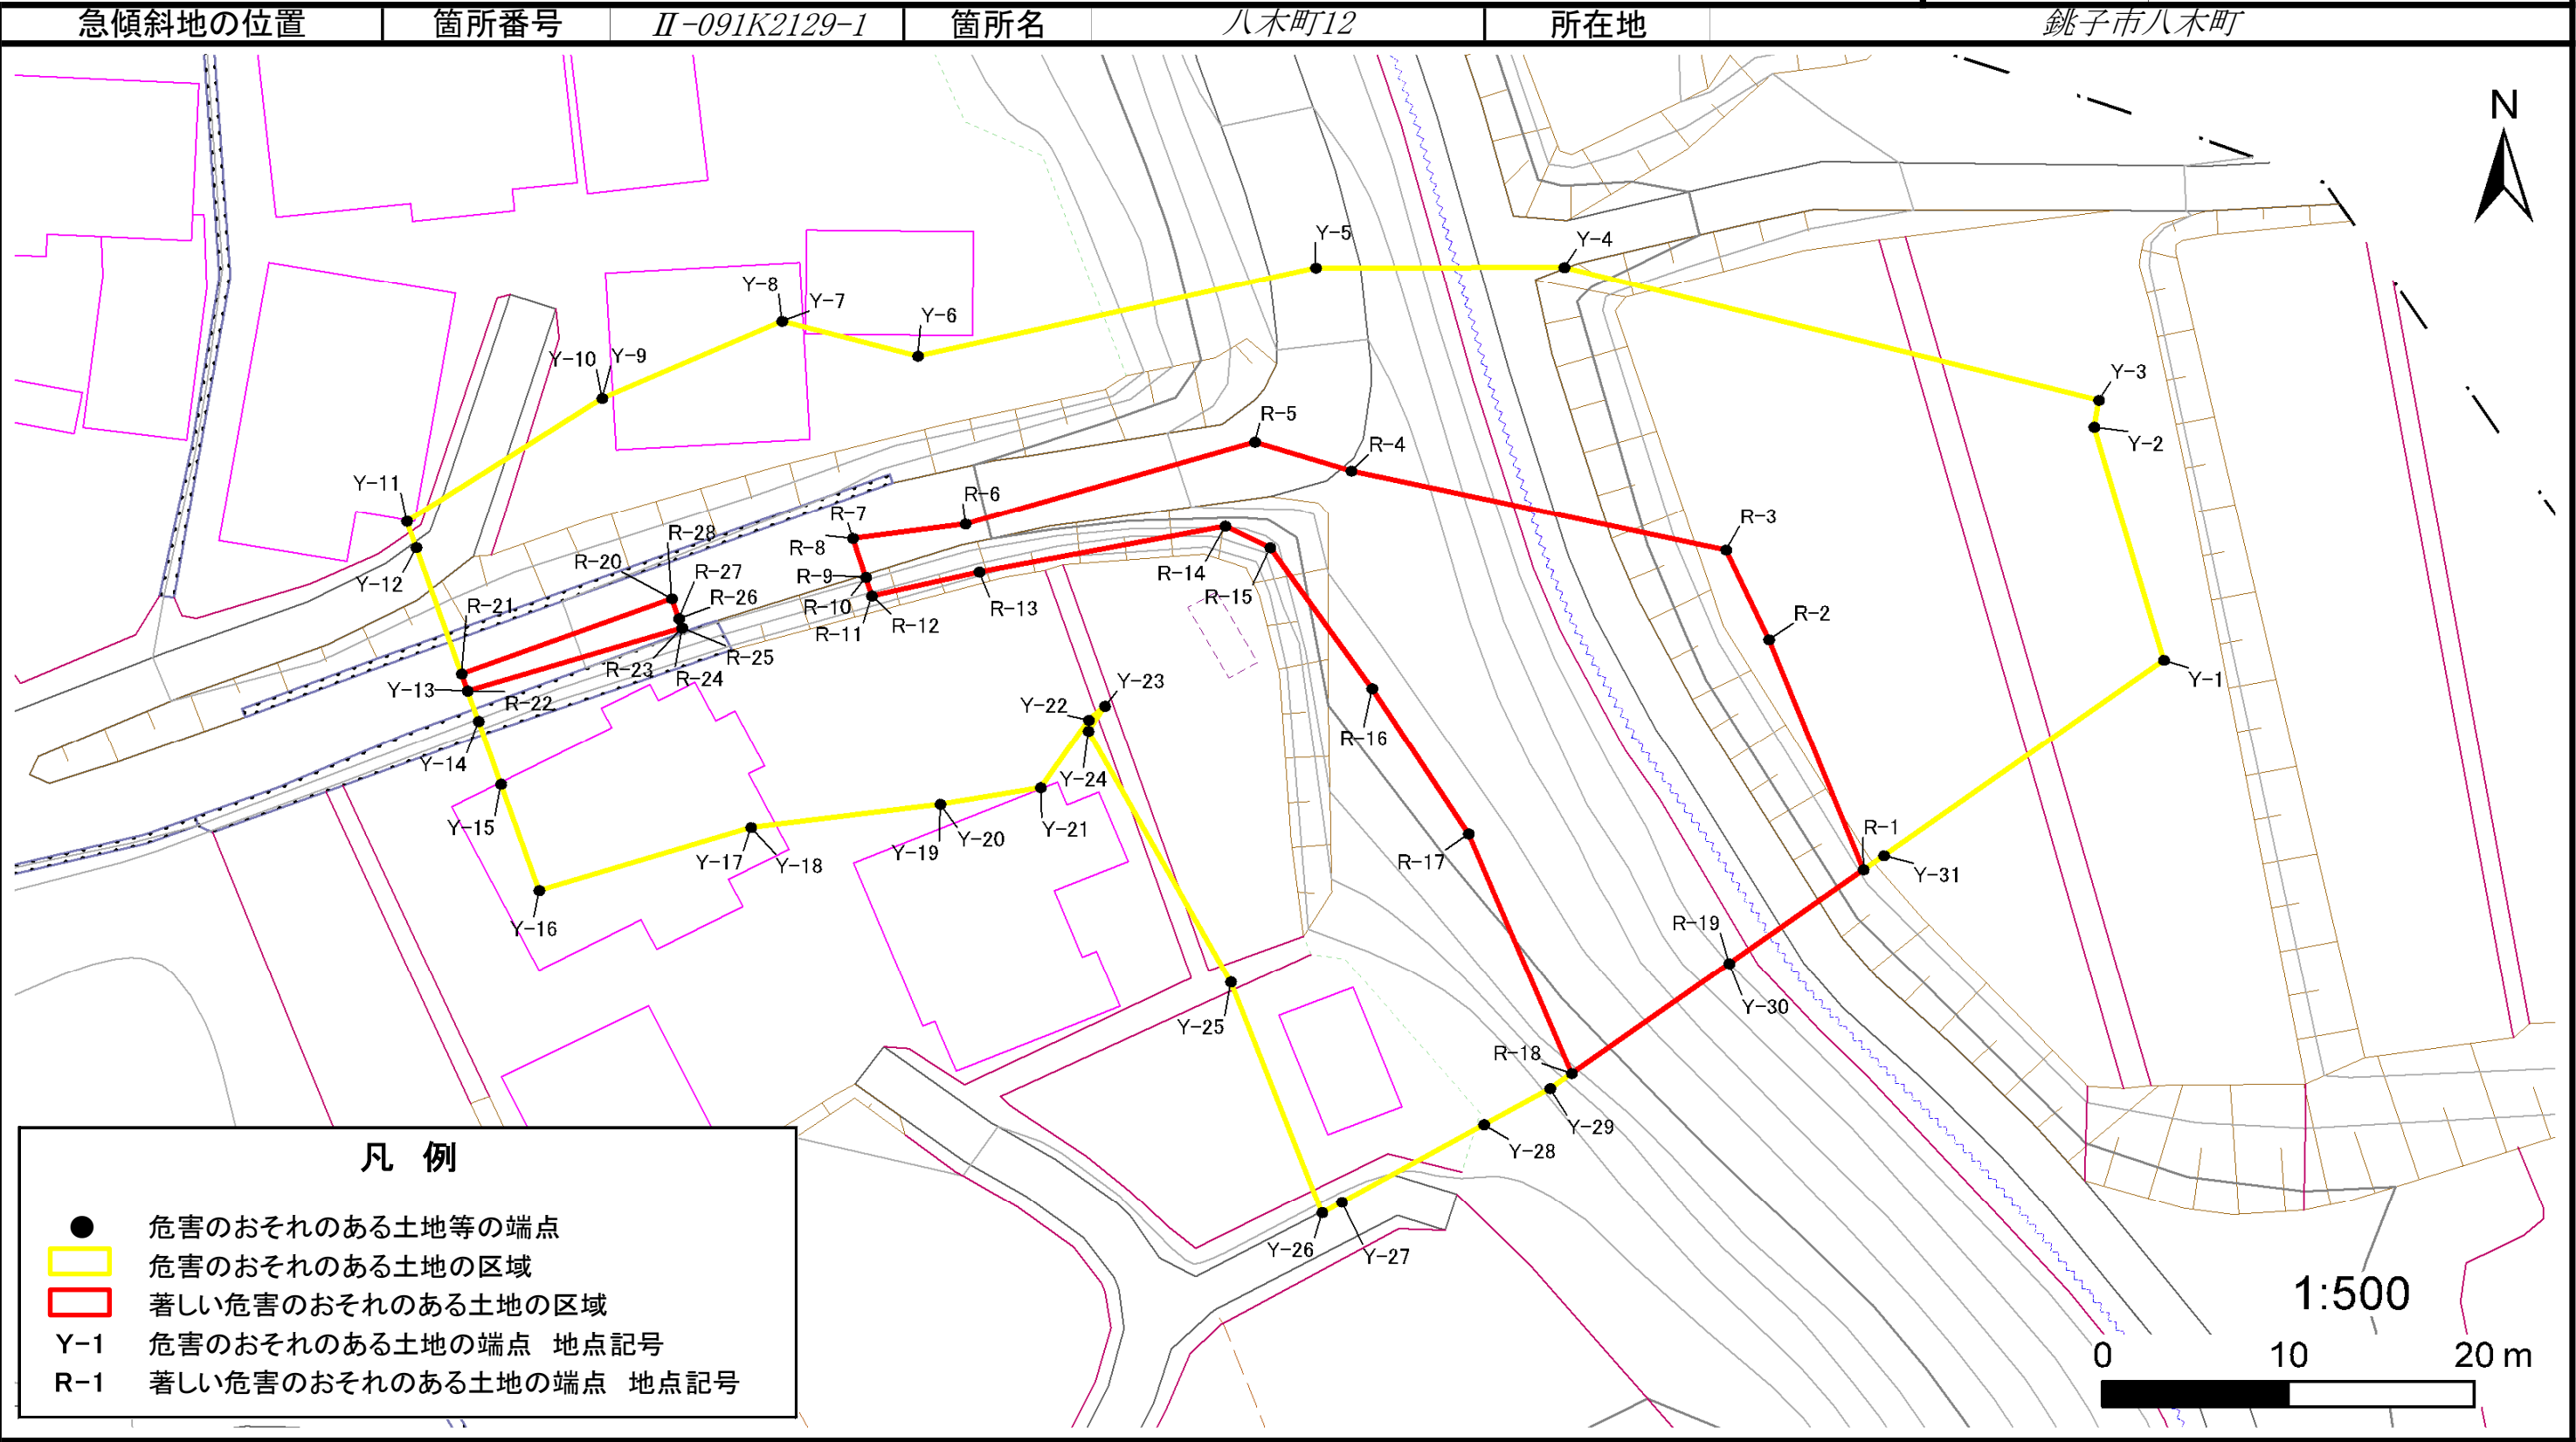 急傾斜地の位置 箇所番号 Ⅱ-091K2129-1 箇所名 八木町12 所在地 銚子市八木町
N
Y-5
Y-4
Y-8
Y-7
Y-6
Y-10
Y-9
Y-3
Y-2
R-5
R-4
Y-11
R-6
R-7
R-3
R-28
R-8
Y-12
R-20
R-27
R-9
R-14
R-26
R-10
R-13
R-15
R-21
R-11
R-12
R-2
R-23
R-25
Y-1
R-24
Y-13
Y-23
R-22
Y-22
R-16
Y-14
Y-24
Y-15
Y-21
R-1
Y-17
Y-18
Y-19
Y-20
R-17
Y-31
Y-16
R-19
Y-30
Y-25
R-18
Y-29
Y-28
Y-26
Y-27
凡 例
危害のおそれのある土地等の端点
危害のおそれのある土地の区域
著しい危害のおそれのある土地の区域
Y-1 危害のおそれのある土地の端点 地点記号
R-1 著しい危害のおそれのある土地の端点 地点記号
1:500
0 10 20 m